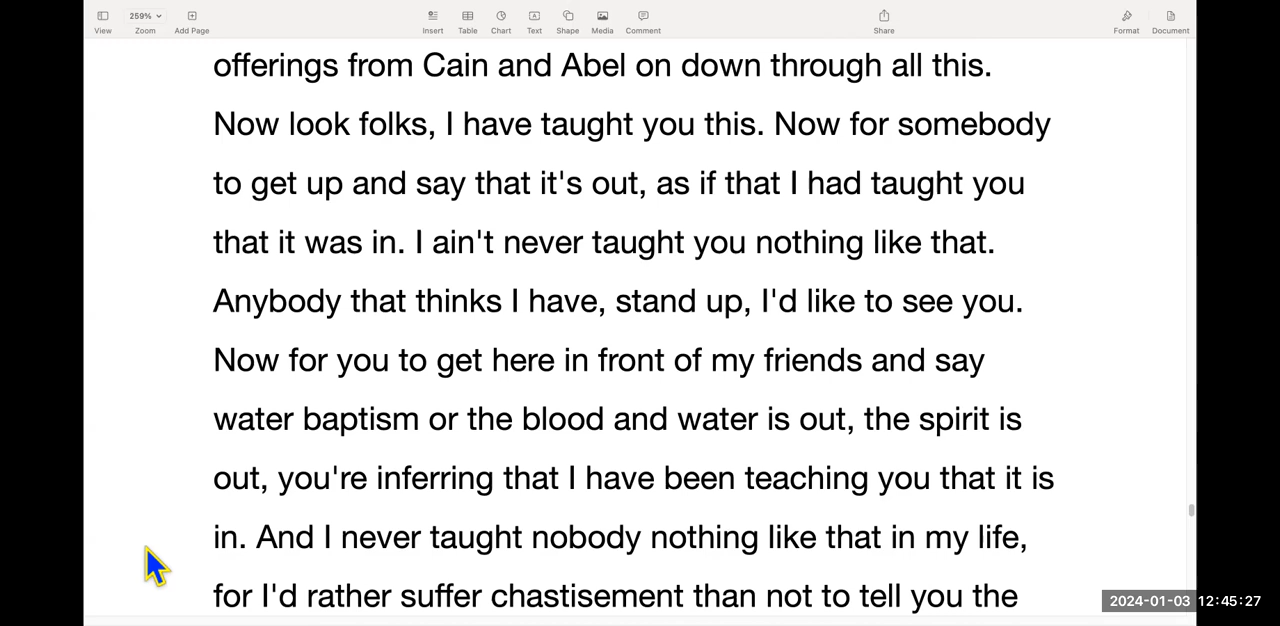 259%
View
Zoom
Add Page
Insert
Table
Chart
Text
Shape
Media
Comment
Share
Format
Document
offerings from Cain and Abel on down through all this.
Now look folks, I have taught you this. Now for somebody
to get up and say that it's out, as if that I had taught you
that it was in. I ain't never taught you nothing like that.
Anybody that thinks I have, stand up, I'd like to see you.
Now for you to get here in front of my friends and say
water baptism or the blood and water is out, the spirit is
out, you're inferring that I have been teaching you that it is
in. And I never taught nobody nothing like that in my life,
for I'd rather suffer chastisement than not to tell you the
2024-01-03 12:45:27